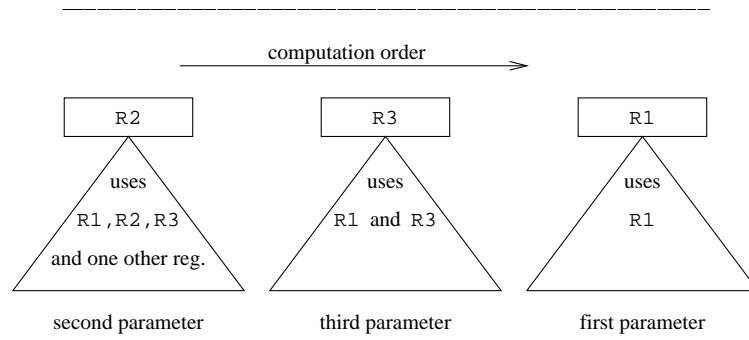 computation order
R2 R3 R1
uses uses uses
R1,R2,R3 R1 and R3 R1
and one other reg.
second parameter third parameter first parameter